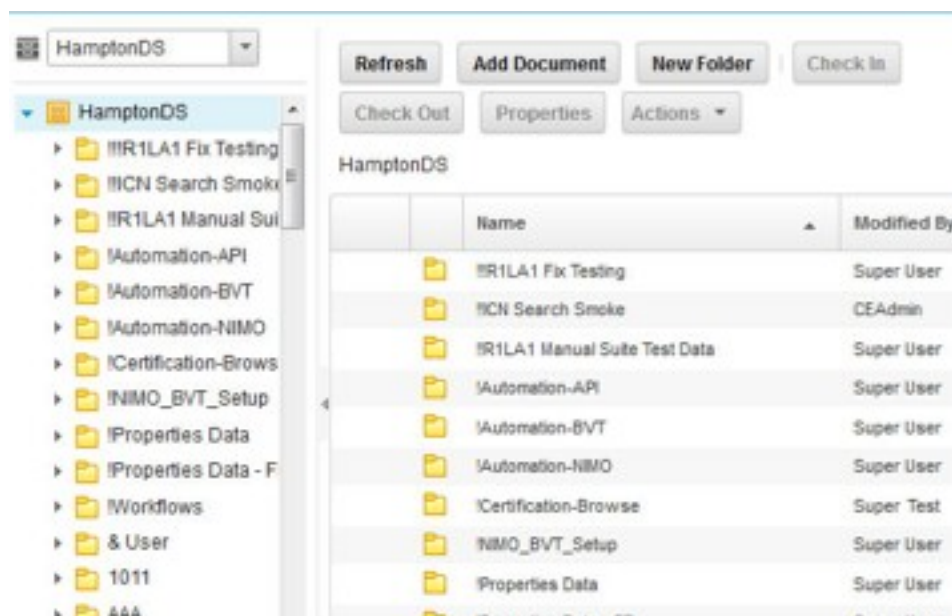 HamptonDS
Refresh Add Document New Folder Check In
Check Out Properties Actions
HamptonDS
HamptonDS
!!!R1LA1 Fix Testing
!!ICN Search Smoke
!!R1LA1 Manual Sui
!Automation-API
!Automation-BVT
!Automation-NIMO
!Certification-Brows
!NIMO_BVT_Setup
!Properties Data
!Properties Data - F
!Workflows
& User
1011
AAA
Name Modified By
!!!R1LA1 Fix Testing Super User
!!ICN Search Smoke CEAdmin
!!R1LA1 Manual Suite Test Data Super User
!Automation-API Super User
!Automation-BVT Super User
!Automation-NIMO Super User
!Certification-Browse Super Test
!NIMO_BVT_Setup Super User
!Properties Data Super User